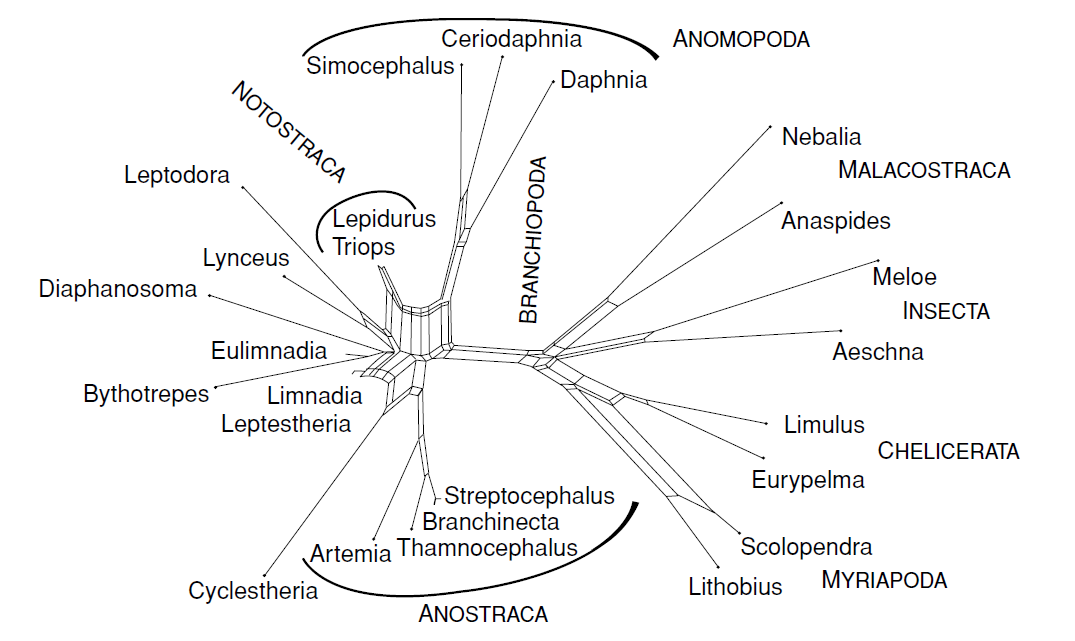 Ceriodaphnia
ANOMOPODA
Simocephalus
Daphnia
NOTOSTRACA
Nebalia
MALACOSTRACA
Leptodora
Lepidurus
Triops
BRANCHIOPODA
Anaspides
Lynceus
Meloe
Diaphanosoma
INSECTA
Eulimnadia
Aeschna
Bythotrepes
Limnadia
Leptestheria
Limulus
CHELICERATA
Eurypelma
Streptocephalus
Branchinecta
Artemia
Thamnocephalus
Scolopendra
Cyclestheria
Lithobius
MYRIAPODA
ANOSTRACA